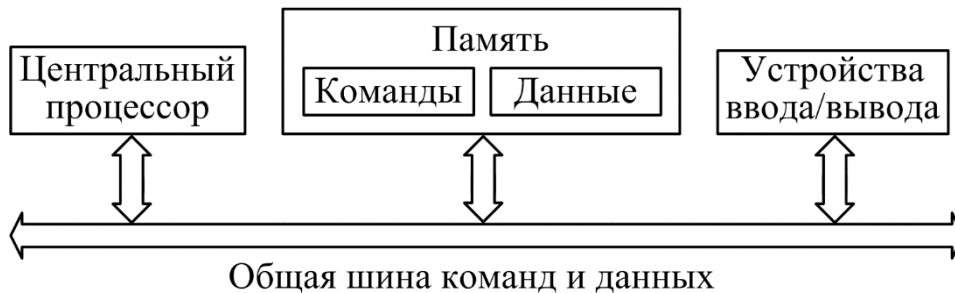 Центральный
процессор
Память
Команды
Данные
Устройства
ввода/вывода
Общая шина команд и данных